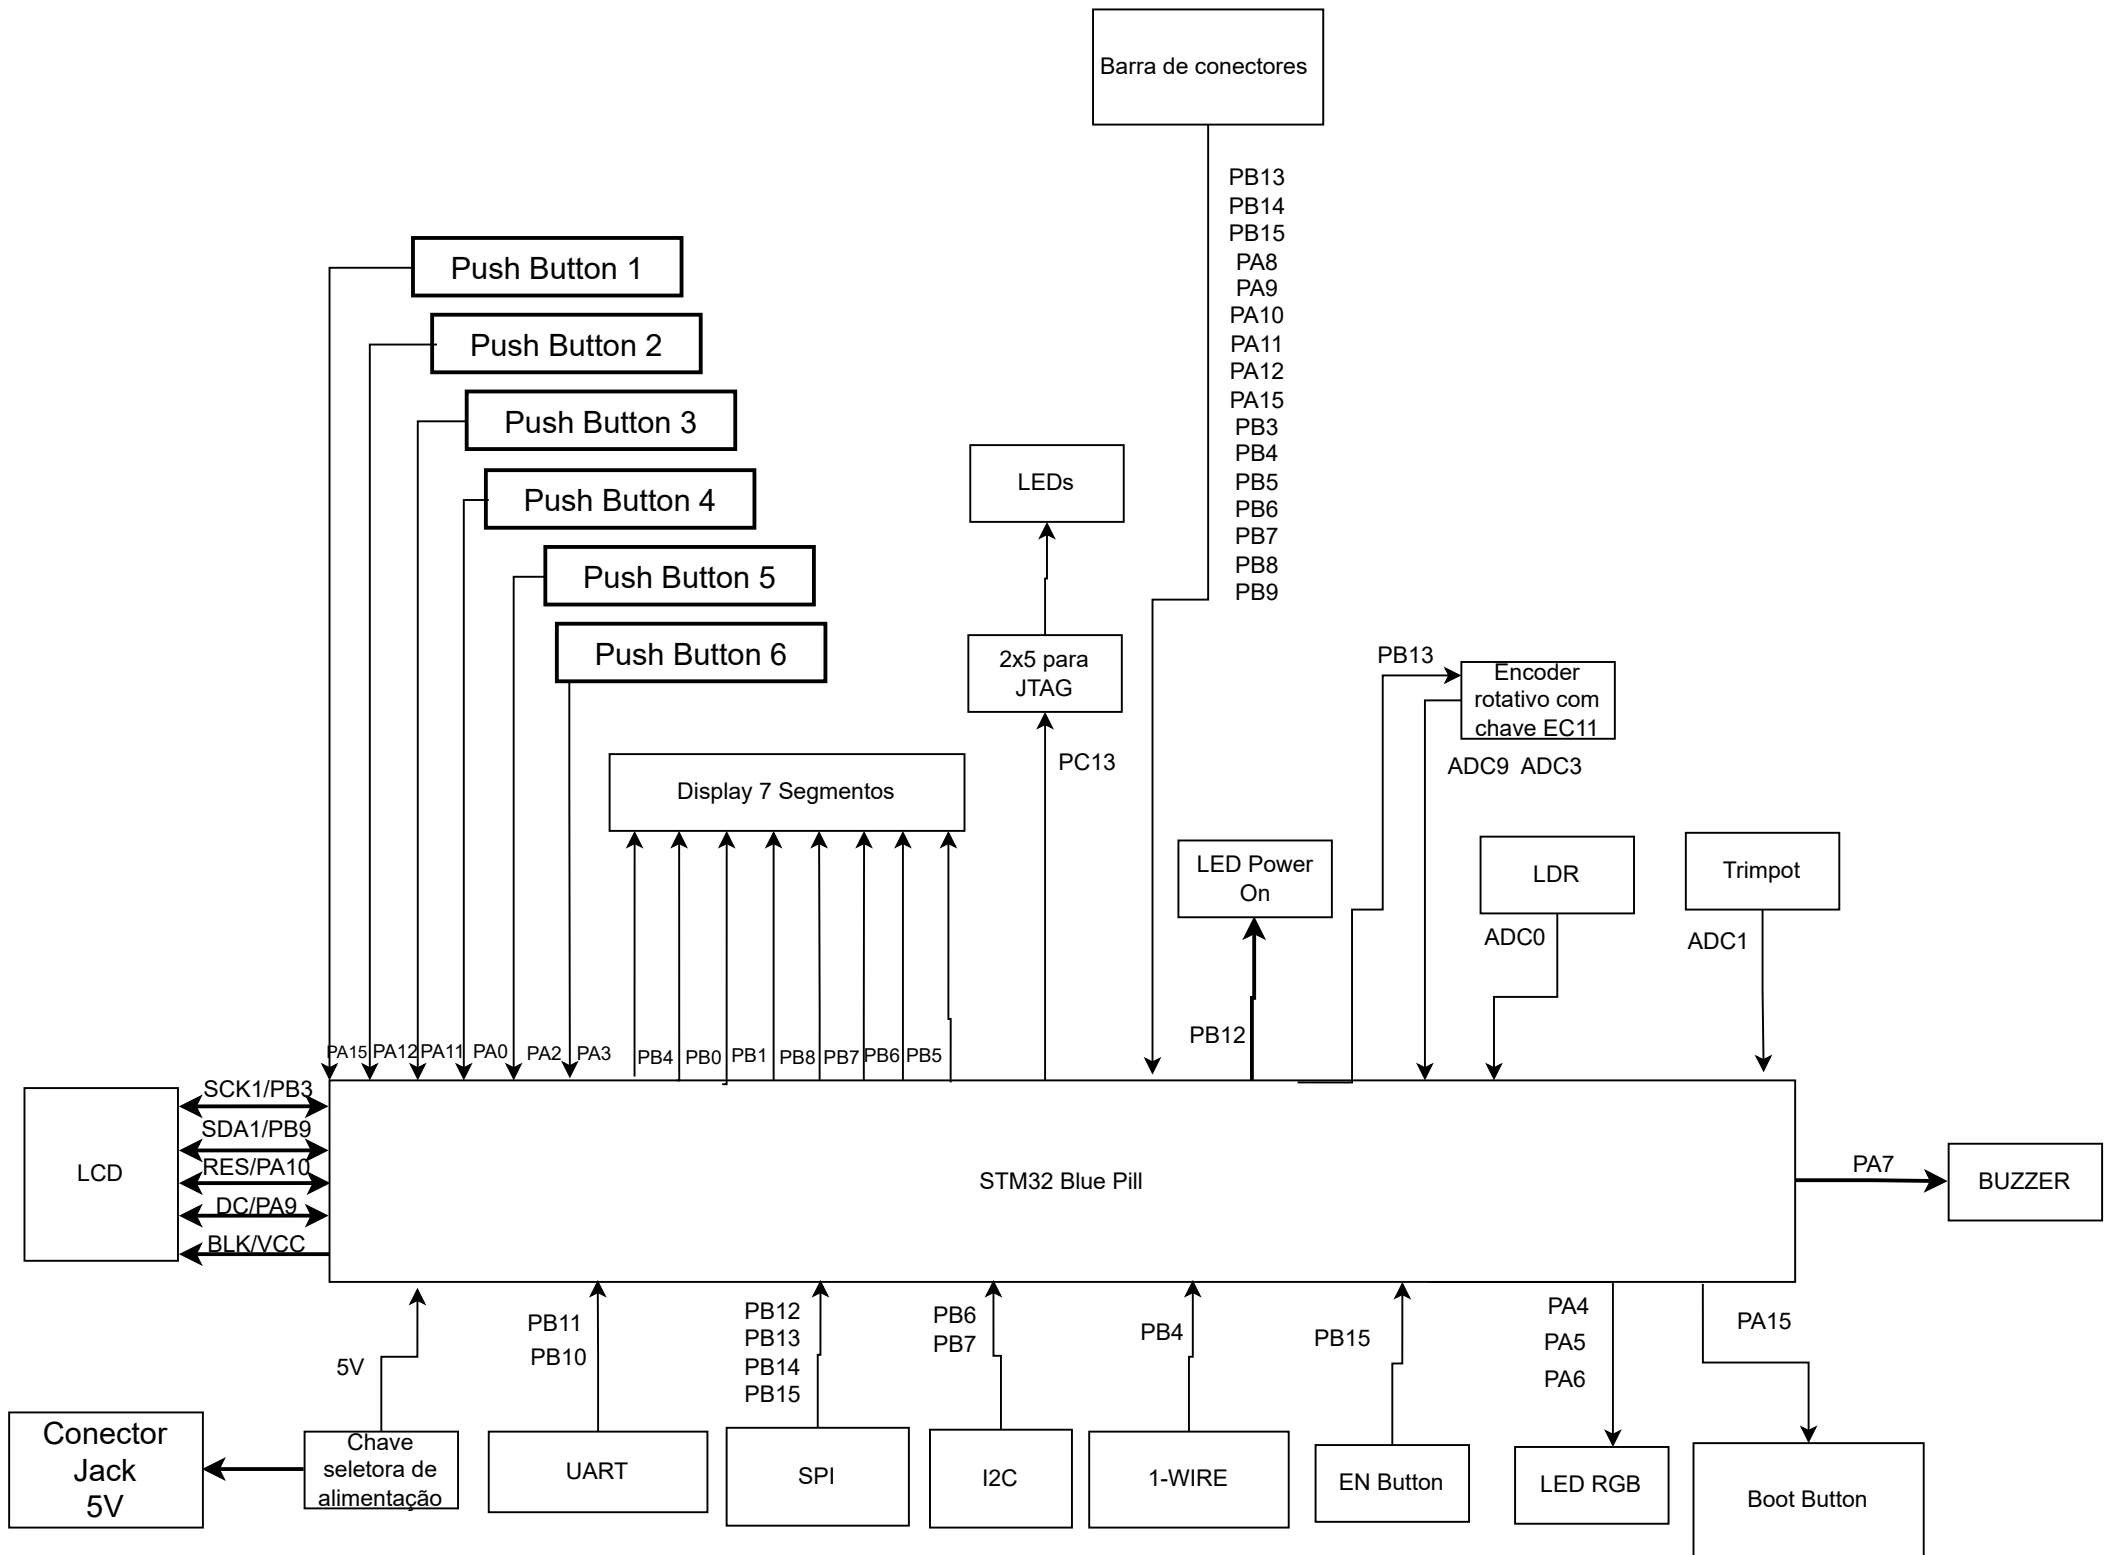 Barra de conectores
PB13
PB14
PB15
PA8
PA9
PA10
PA11
PA12
PA15
PB3
PB4
PB5
PB6
PB7
PB8
PB9
Push Button 1
Push Button 2
Push Button 3
Push Button 4
Push Button 5
Push Button 6
LEDs
2x5 para
JTAG
PC13
PB13
Encoder
rotativo com
chave EC11
ADC9 ADC3
Display 7 Segmentos
LED Power
On
PB12
LDR
ADC0
Trimpot
ADC1
PA15 PA12 PA11 PA0 PA2 PA3 PB4 PB0 PB1 PB8 PB7 PB6 PB5
LCD
SCK1/PB3
SDA1/PB9
RES/PA10
DC/PA9
BLK/VCC
STM32 Blue Pill
PA7
BUZZER
5V
PB11
PB10
PB12
PB13
PB14
PB15
PB6
PB7
PB4
PB15
PA4
PA5
PA6
PA15
Conector
Jack
5V
Chave
seletora de
alimentação
UART
SPI
I2C
1-WIRE
EN Button
LED RGB
Boot Button